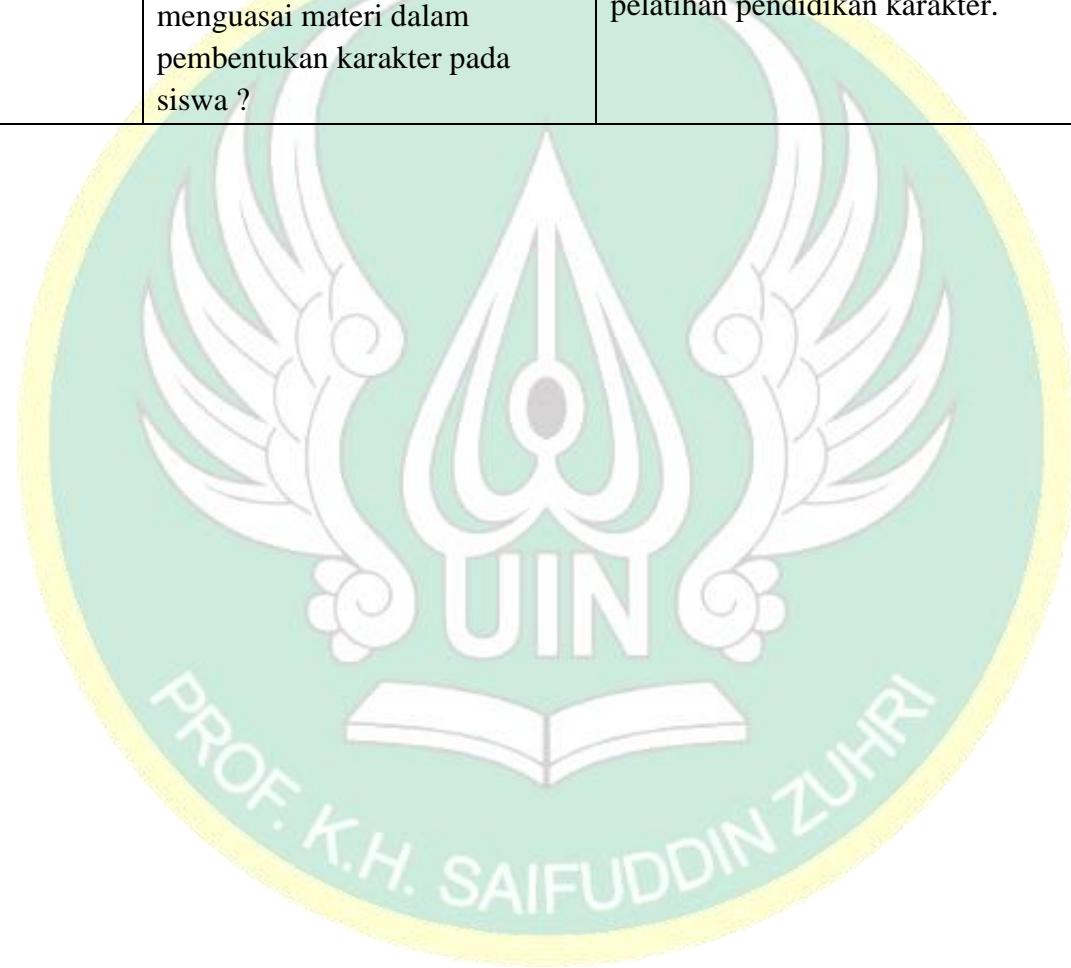 menguasai materi dalam
pembentukan karakter pada
siswa ?
pelatihan pendidikan karakter.
UIN
PROF. K.H. SAIFUDDIN ZUHRI